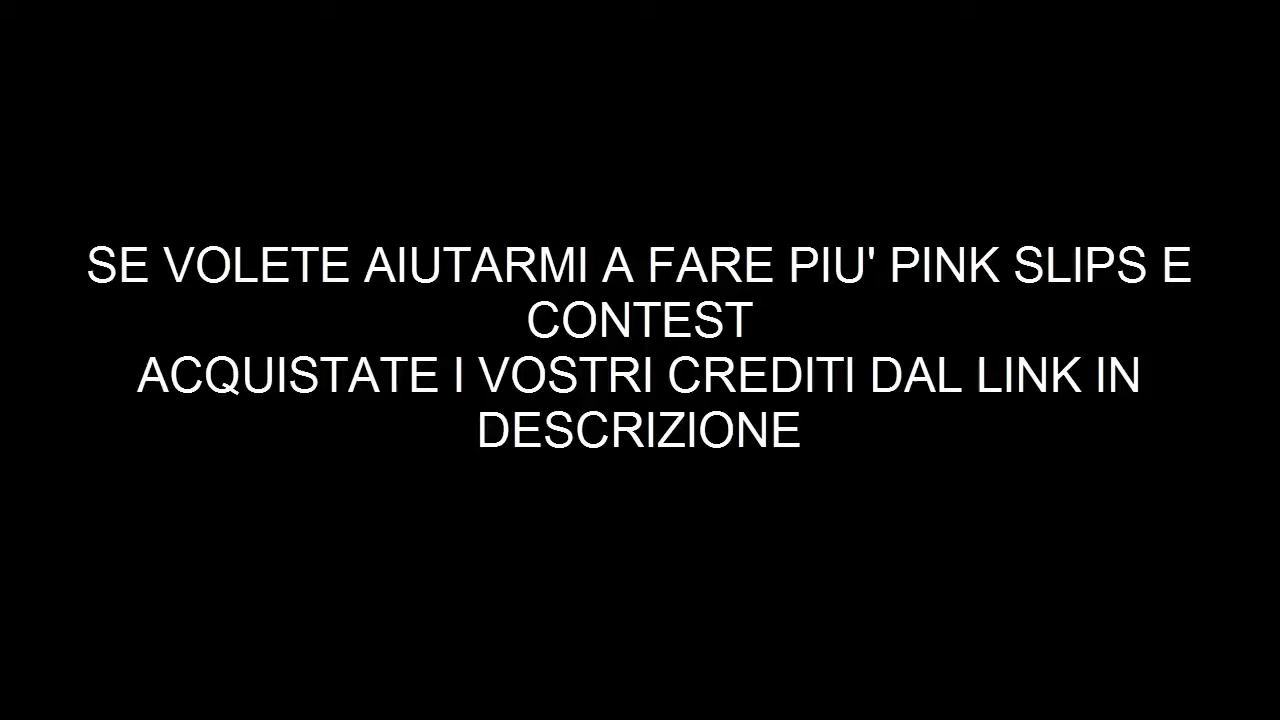 SE VOLETE AIUTARMI A FARE PIU' PINK SLIPS E
CONTEST
ACQUISTATE I VOSTRI CREDITI DAL LINK IN
DESCRIZIONE